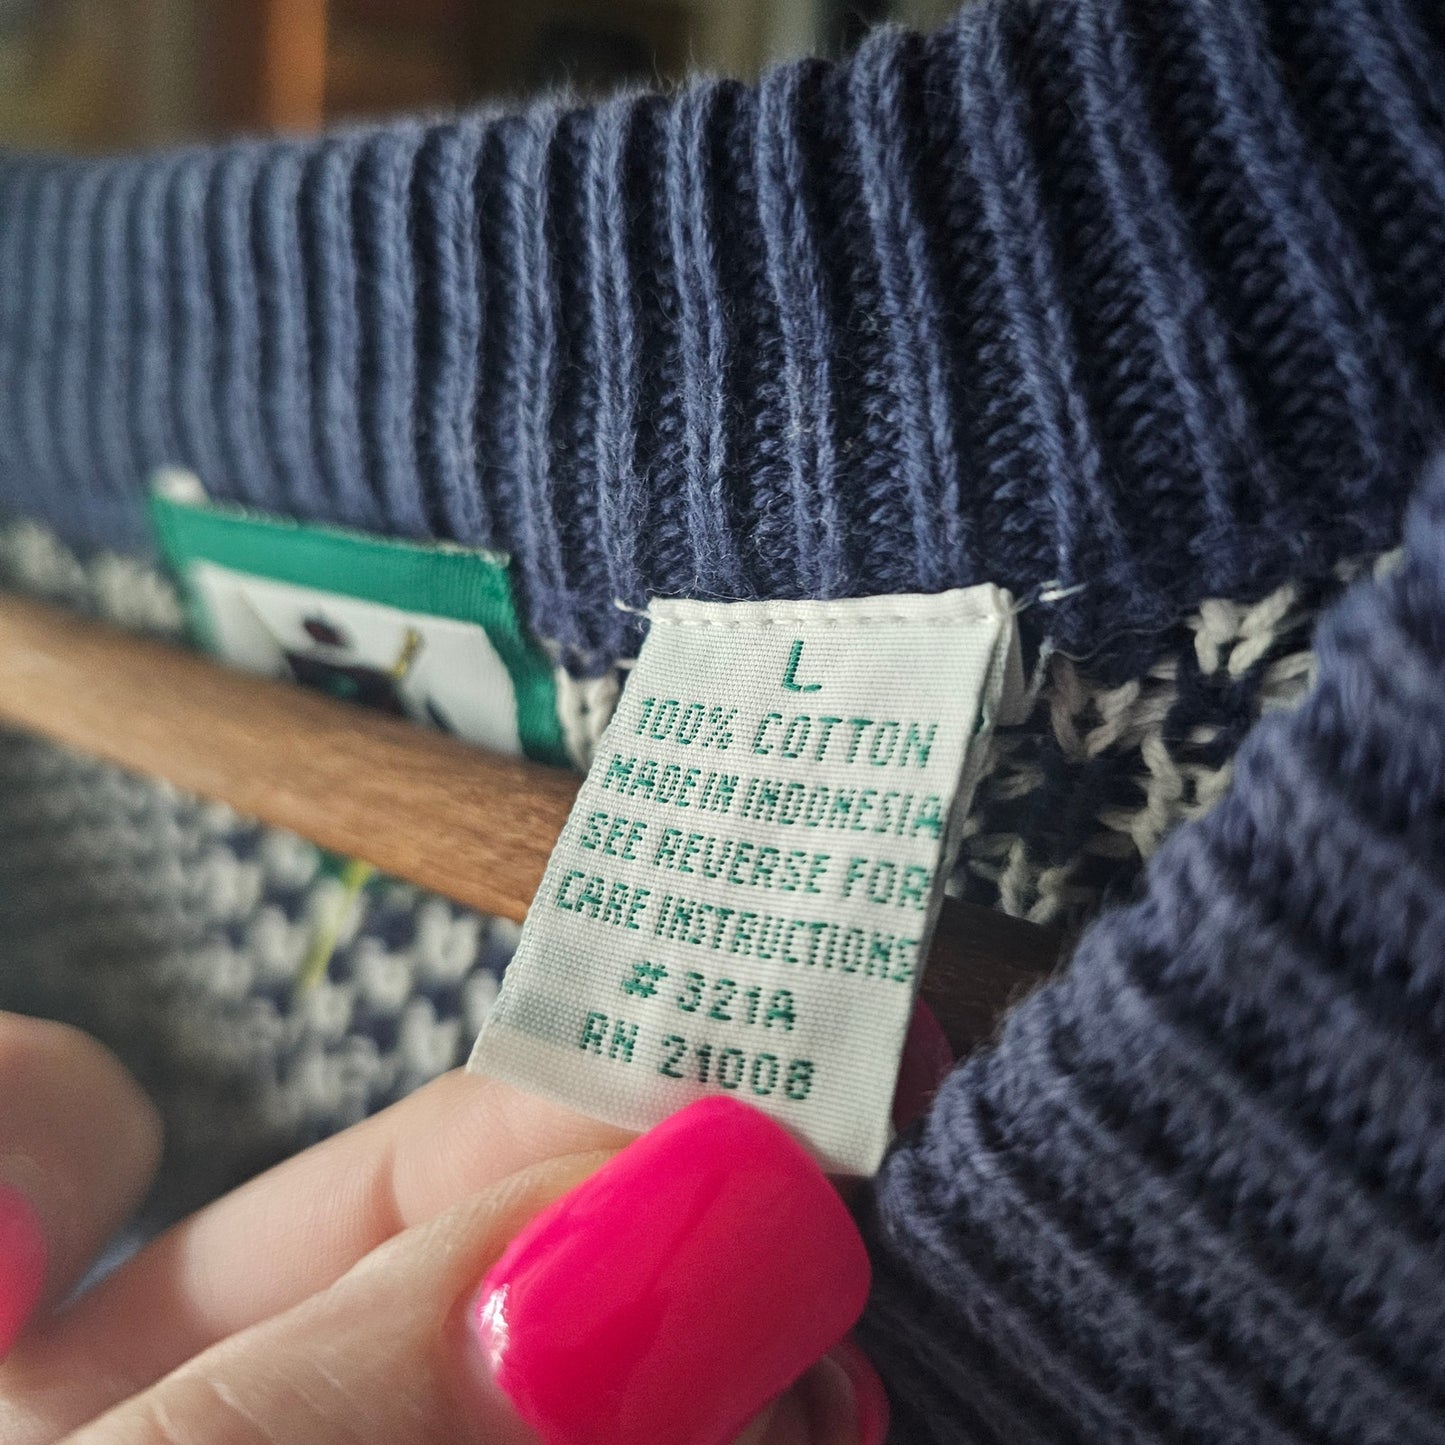 L
100% COTTON
MADE IN INDONESIA
SEE REVERSE FOR
CARE INSTRUCTIONS
# 321A
RN 21008